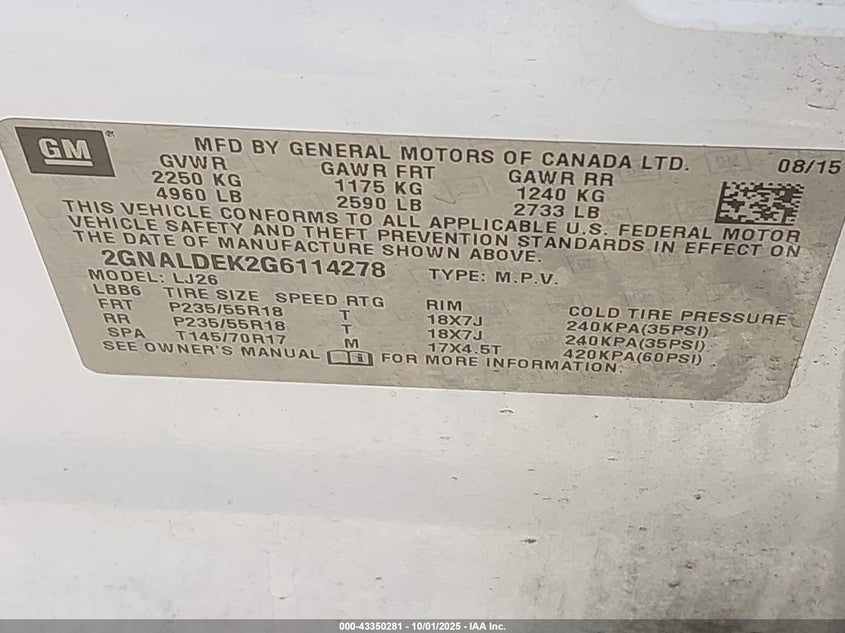 GM ®
MFD BY GENERAL MOTORS OF CANADA LTD. 08/15
GVWR GAWR FRT GAWR RR
2250 KG 1175 KG 1240 KG
4960 LB 2590 LB 2733 LB
THIS VEHICLE CONFORMS TO ALL APPLICABLE U.S. FEDERAL MOTOR
VEHICLE SAFETY AND THEFT PREVENTION STANDARDS IN EFFECT ON
THE DATE OF MANUFACTURE SHOWN ABOVE.
2GNALDEK2G6114278 TYPE: M.P.V.
MODEL: LJ26
LBB6 TIRE SIZE SPEED RTG RIM COLD TIRE PRESSURE
FRT P235/55R18 T 18X7J 240KPA(35PSI)
RR P235/55R18 T 18X7J 240KPA(35PSI)
SPA T145/70R17 M 17X4.5T 420KPA(60PSI)
SEE OWNER'S MANUAL FOR MORE INFORMATION.
000-43350281 - 10/01/2025 - IAA Inc.